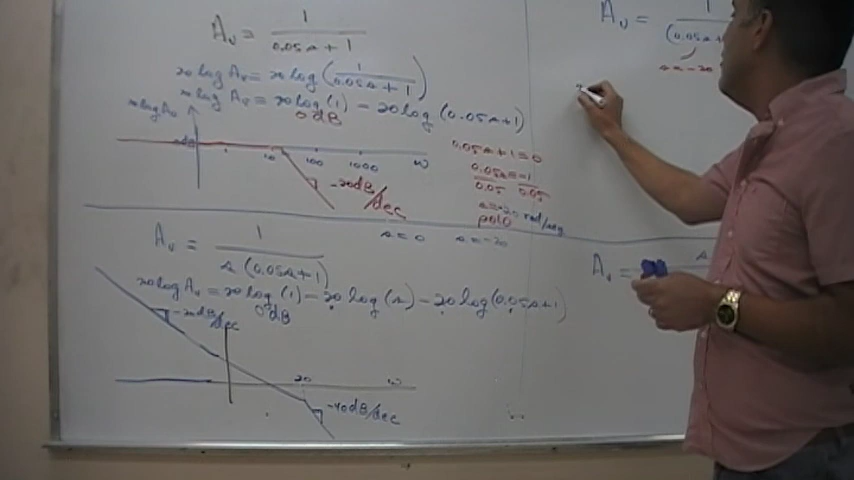 Av = 1 / 0.05s + 1
20 log Av = 20 log (1 / 0.05s + 1)
20 log Av = 20 log (1) - 20 log (0.05s + 1)
0 dB
20 log Av
10 100 1000 w
-20dB/dec
0.05s + 1 = 0
0.05s = -1
0.05 0.05
s = -20 rad/seg
polo
Av = 1 / s (0.05s + 1)
s = 0 s = -20
20 log Av = 20 log (1) - 20 log (s) - 20 log (0.05s + 1)
0 dB
-20dB/dec
20 w
-40dB/dec
Av = 1
(0.05s +
s = -20
Av =
s